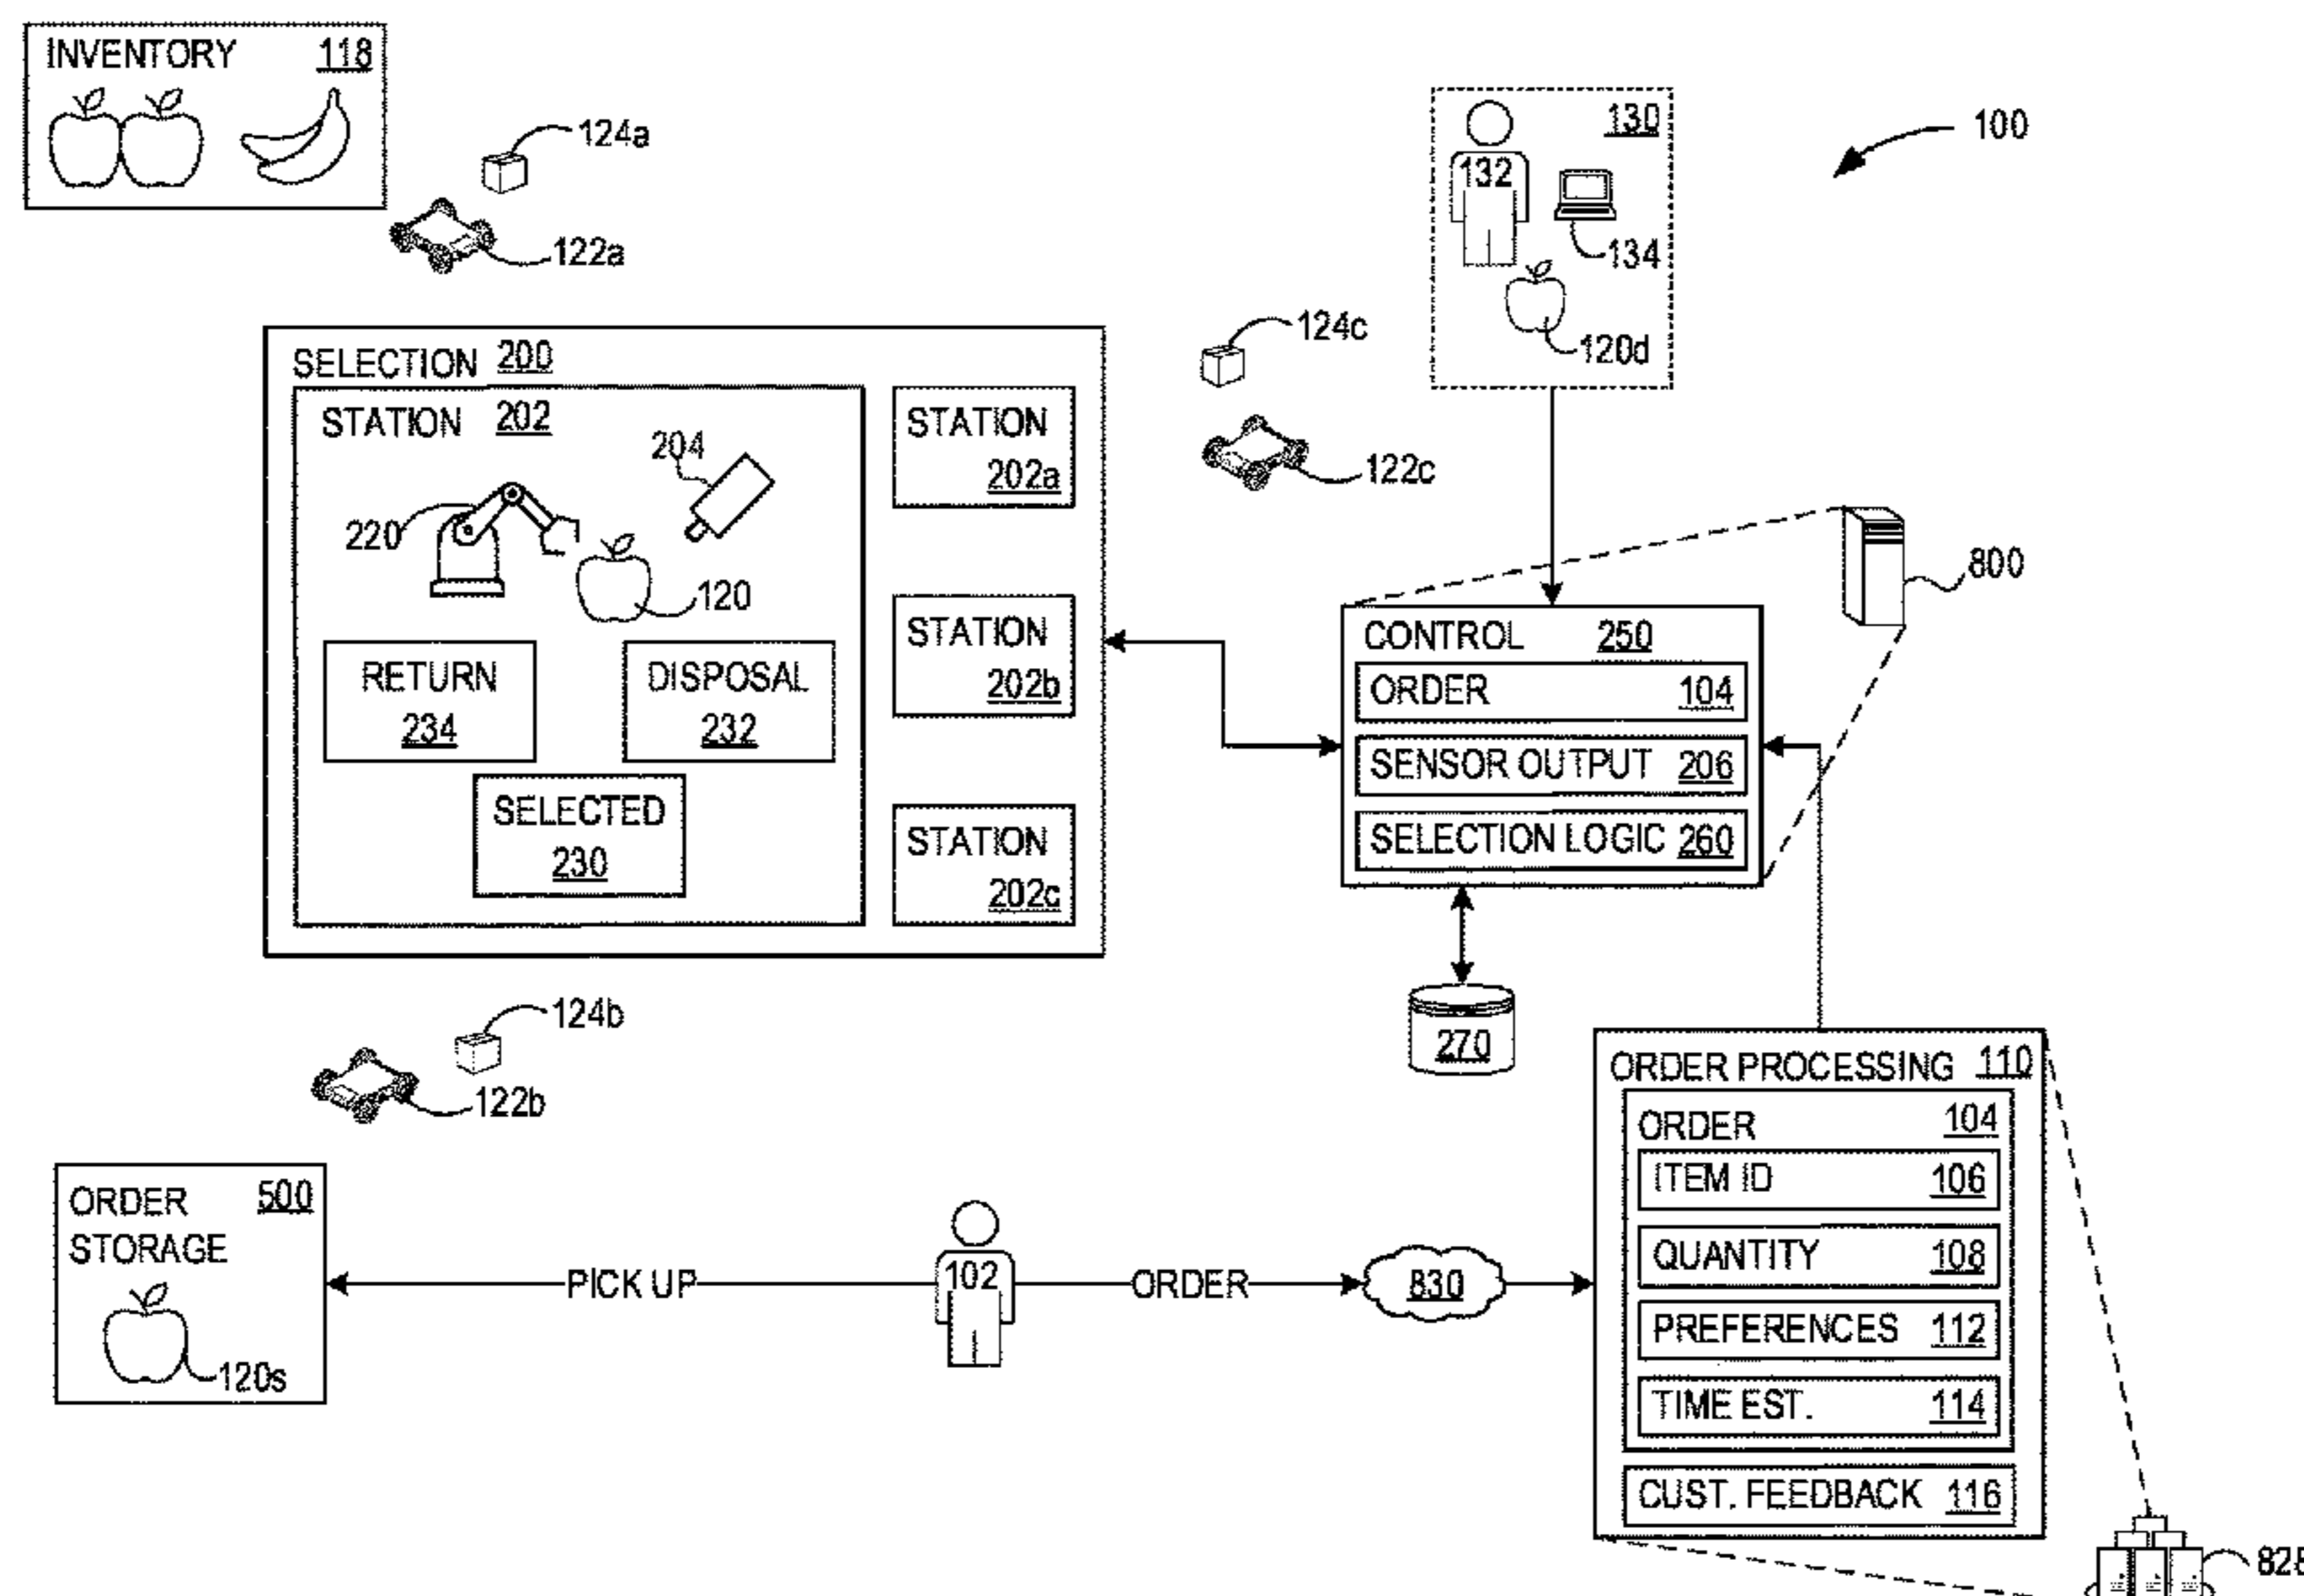 INVENTORY 118
124a
122a
130
132
134
120d
100
124c
122c
SELECTION 200
STATION 202
204
220
120
RETURN
234
DISPOSAL
232
SELECTED
230
STATION
202a
STATION
202b
STATION
202c
800
CONTROL 250
ORDER 104
SENSOR OUTPUT 206
SELECTION LOGIC 260
270
124b
122b
ORDER 500
STORAGE
120s
PICK UP
102
ORDER
830
ORDER PROCESSING 110
ORDER 104
ITEM ID 106
QUANTITY 108
PREFERENCES 112
TIME EST. 114
CUST. FEEDBACK 116